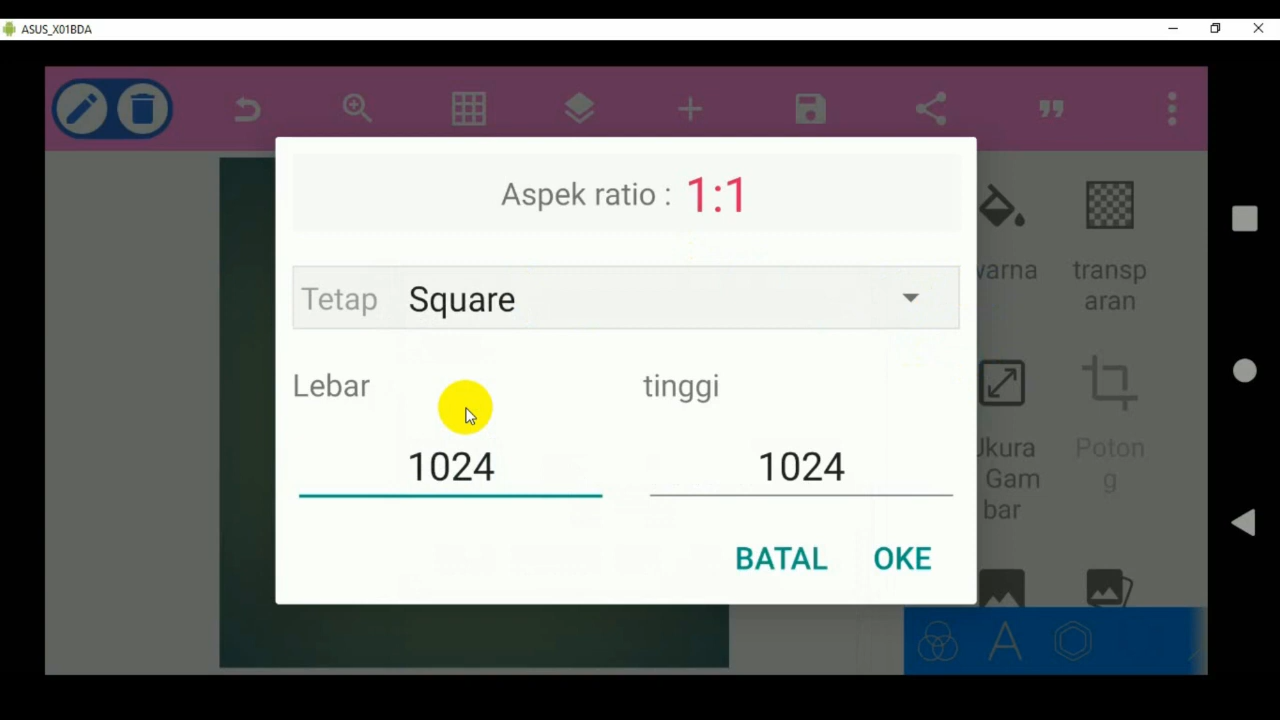 ASUS_X01BDA
Aspek ratio : 1:1
Tetap Square
Lebar
tinggi
1024
1024
BATAL
OKE
warna
transp
aran
Ukura
Gam
bar
Poton
g
A